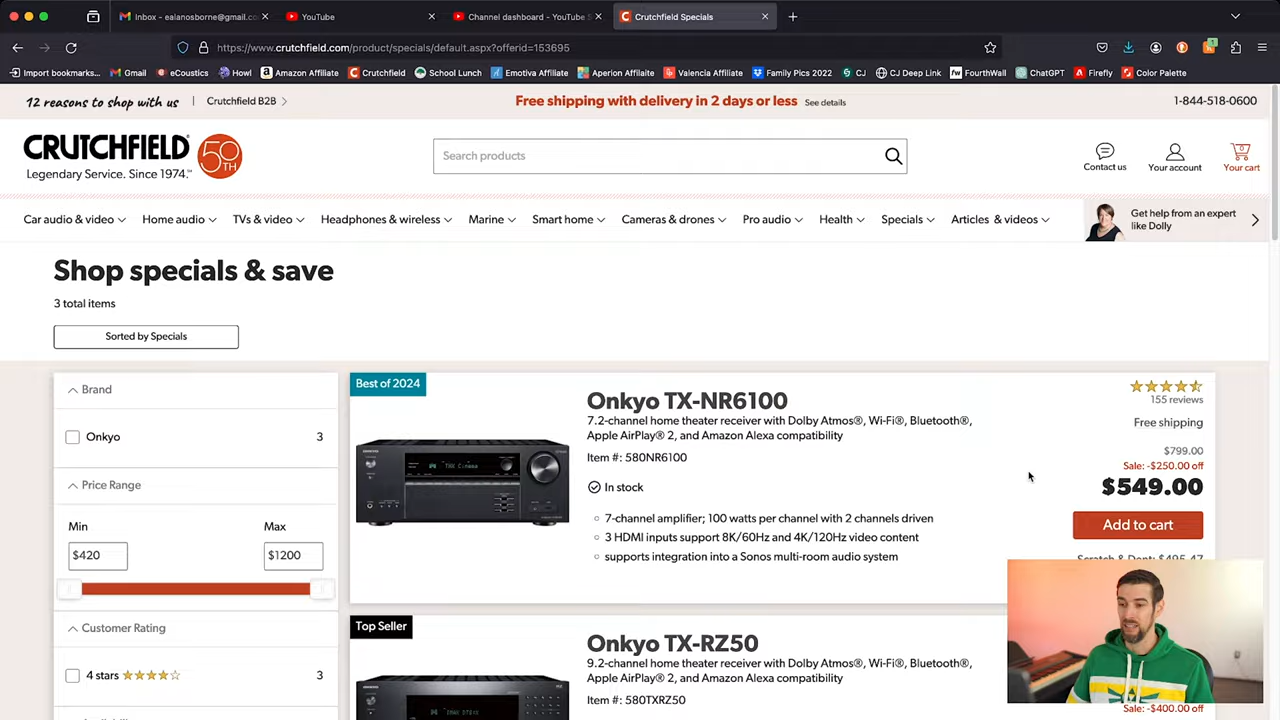 Inbox - ealanosborne@gmail.co
YouTube
Channel dashboard - YouTube S
Crutchfield Specials
https://www.crutchfield.com/product/specials/default.aspx?offerid=153695
Import bookmarks...
Gmail
eCoustics
Howl
Amazon Affiliate
Crutchfield
School Lunch
Emotiva Affiliate
Aperion Affilaite
Valencia Affiliate
Family Pics 2022
CJ
CJ Deep Link
FourthWall
ChatGPT
Firefly
Color Palette
12 reasons to shop with us
Crutchfield B2B
Free shipping with delivery in 2 days or less See details
1-844-518-0600
CRUTCHFIELD 50TH
Legendary Service. Since 1974.
Search products
Contact us
Your account
0
Your cart
Car audio & video
Home audio
TVs & video
Headphones & wireless
Marine
Smart home
Cameras & drones
Pro audio
Health
Specials
Articles & videos
Get help from an expert
like Dolly
Shop specials & save
3 total items
Sorted by Specials
Brand
Onkyo 3
Price Range
Min Max
$420 $1200
Customer Rating
4 stars 3
Best of 2024
Onkyo TX-NR6100
7.2-channel home theater receiver with Dolby Atmos®, Wi-Fi®, Bluetooth®,
Apple AirPlay® 2, and Amazon Alexa compatibility
Item #: 580NR6100
In stock
7-channel amplifier; 100 watts per channel with 2 channels driven
3 HDMI inputs support 8K/60Hz and 4K/120Hz video content
supports integration into a Sonos multi-room audio system
155 reviews
Free shipping
$799.00
Sale: -$250.00 off
$549.00
Add to cart
Scratch & Dent: $495.47
Top Seller
Onkyo TX-RZ50
9.2-channel home theater receiver with Dolby Atmos®, Wi-Fi®, Bluetooth®,
Apple AirPlay® 2, and Amazon Alexa compatibility
Item #: 580TXRZ50
Sale: -$400.00 off